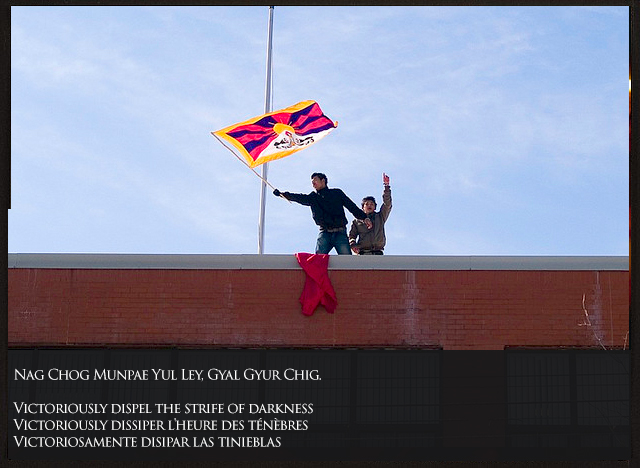 Nag Chog Munpae Yul Ley, Gyal Gyur Chig.
Victoriously dispel the strife of darkness
Victoriously dissiper l'heure des ténèbres
Victoriosamente disipar las tinieblas